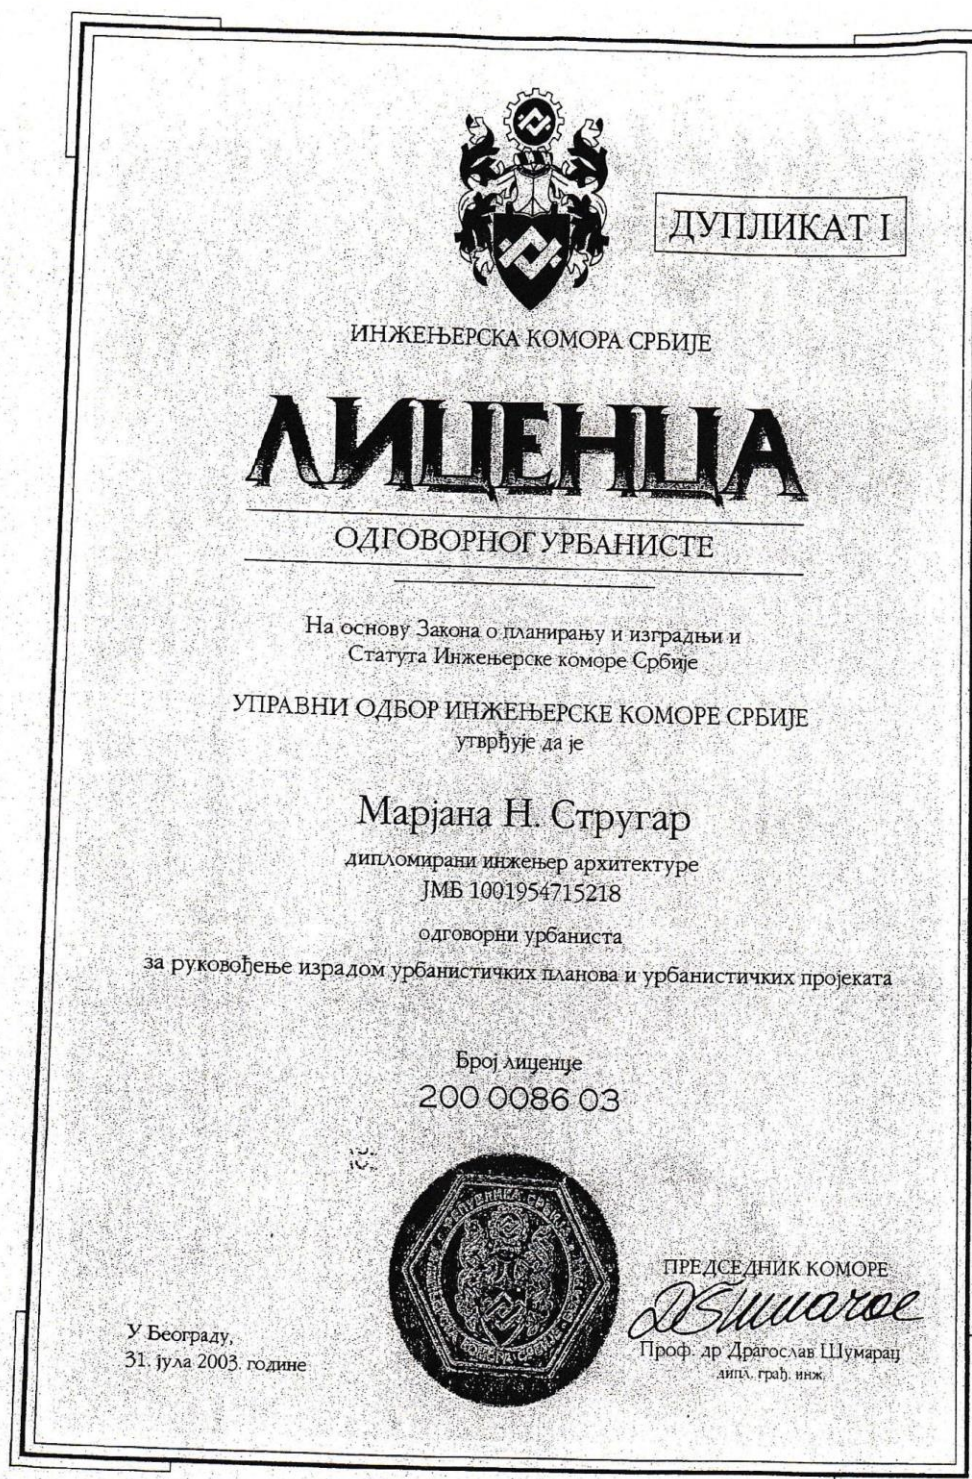 ДУПЛИКАТ I
ИНЖЕЊЕРСКА КОМОРА СРБИЈЕ
ЛИЦЕНЦА
ОДГОВОРНОГ УРБАНИСТЕ
На основу Закона о планирању и изградњи и
Статута Инжењерске коморе Србије
УПРАВНИ ОДБОР ИНЖЕЊЕРСКЕ КОМОРЕ СРБИЈЕ
утврђује да је
Марјана Н. Стругар
дипломирани инжењер архитектуре
ЈМБ 1001954715218
одговорни урбаниста
за руковођење израдом урбанистичких планова и урбанистичких пројеката
Број лиценце
200 0086 03
РЕПУБЛИКА СРБИЈА
ПРЕДСЕДНИК КОМОРЕ
Проф. др Драгослав Шумарац
дипл. грађ. инж.
У Београду,
31. јула 2003. године